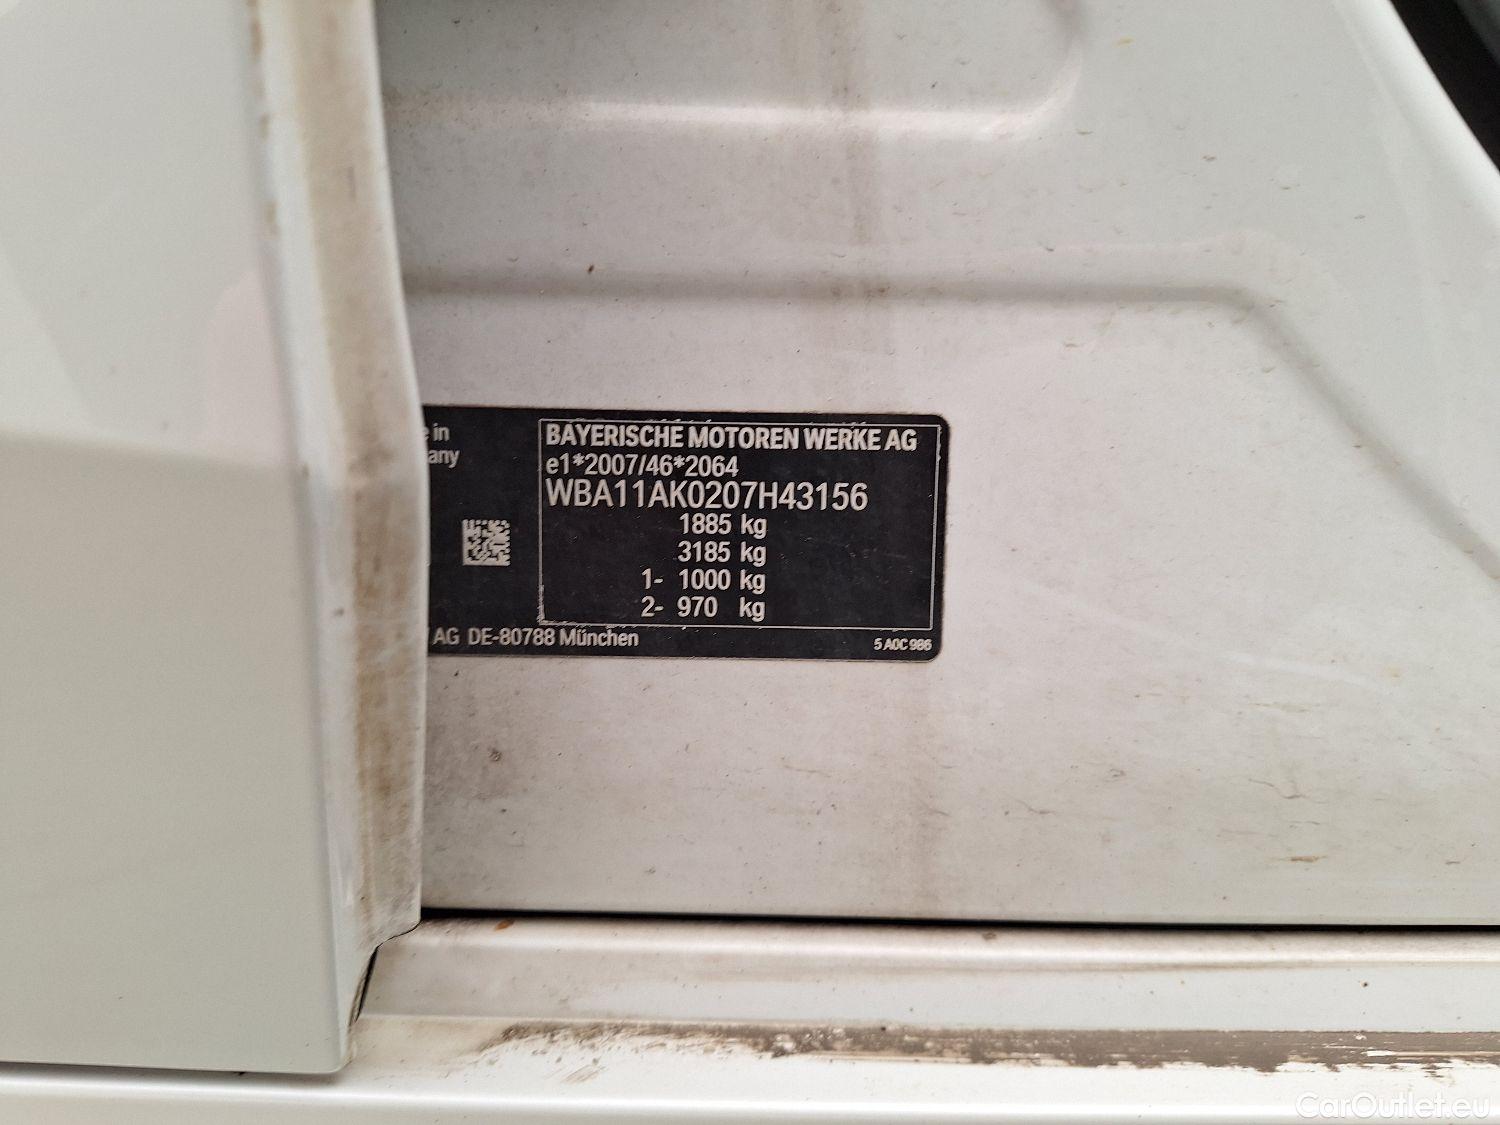 e in
any
BAYERISCHE MOTOREN WERKE AG
e1*2007/46*2064
WBA11AK0207H43156
1885 kg
3185 kg
1- 1000 kg
2- 970 kg
AG DE-80788 München
5 A0C 986
CarOutlet.eu